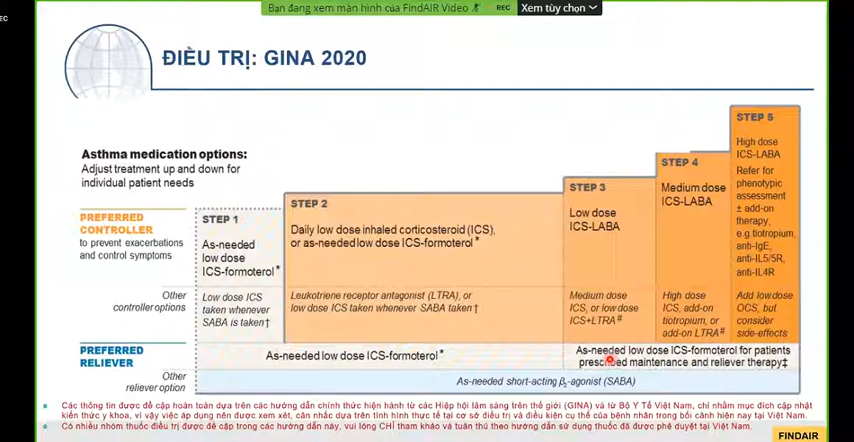 EC
Bạn đang xem màn hình của FindAIR Video
REC
Xem tùy chọn
ĐIỀU TRỊ: GINA 2020
Asthma medication options:
Adjust treatment up and down for
individual patient needs
PREFERRED
CONTROLLER
to prevent exacerbations
and control symptoms
STEP 1
As-needed
low dose
ICS-formoterol *
STEP 2
Daily low dose inhaled corticosteroid (ICS),
or as-needed low dose ICS-formoterol *
STEP 3
Low dose
ICS-LABA
STEP 4
Medium dose
ICS-LABA
STEP 5
High dose
ICS-LABA
Refer for
phenotypic
assessment
± add-on
therapy,
e.g.tiotropium,
anti-IgE,
anti-IL5/5R,
anti-IL4R
Other
controller options
Low dose ICS
taken whenever
SABA is taken†
Leukotriene receptor antagonist (LTRA), or
low dose ICS taken whenever SABA taken †
Medium dose
ICS, or low dose
ICS+LTRA #
High dose
ICS, add-on
tiotropium, or
add-on LTRA #
Add low dose
OCS, but
consider
side-effects
PREFERRED
RELIEVER
As-needed low dose ICS-formoterol *
As-needed low dose ICS-formoterol for patients
prescribed maintenance and reliever therapy‡
Other
reliever option
As-needed short-acting β₂-agonist (SABA)
Các thông tin được đề cập hoàn toàn dựa trên các hướng dẫn chính thức hiện hành từ các Hiệp hội lâm sàng trên thế giới (GINA) và từ Bộ Y Tế Việt Nam, chỉ nhằm mục đích cập nhật
kiến thức y khoa, vì vậy việc áp dụng nên được xem xét, cân nhắc dựa trên tình hình thực tế tại cơ sở điều trị và điều kiện cụ thể của bệnh nhân trong bối cảnh hiện nay tại Việt Nam.
Có nhiều nhóm thuốc điều trị được đề cập trong các hướng dẫn này, vui lòng CHỈ tham khảo và tuân thủ theo hướng dẫn sử dụng thuốc đã được phê duyệt tại Việt Nam.
FINDAIR